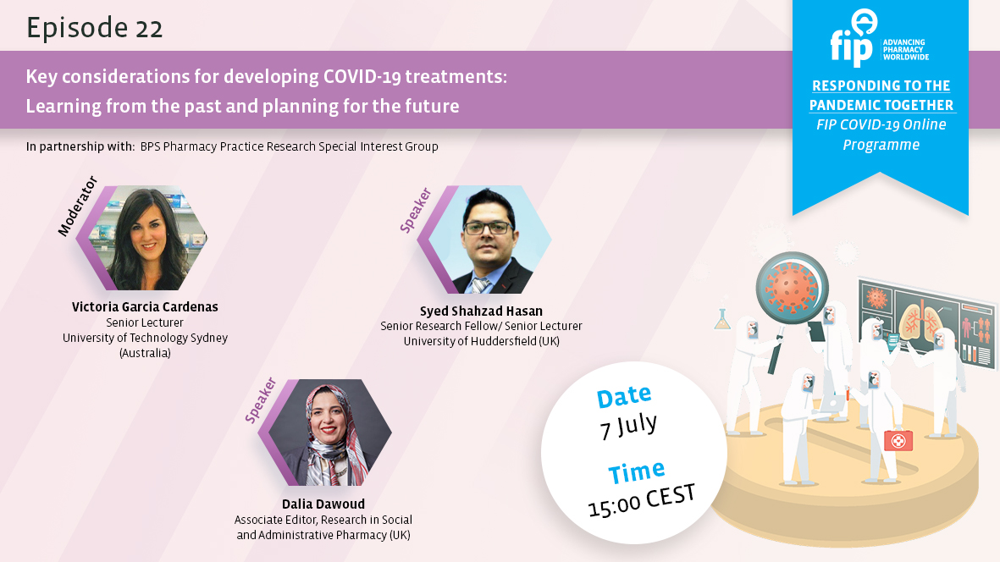 Episode 22
Key considerations for developing COVID-19 treatments:
Learning from the past and planning for the future
In partnership with: BPS Pharmacy Practice Research Special Interest Group
fip
ADVANCING
PHARMACY
WORLDWIDE
RESPONDING TO THE
PANDEMIC TOGETHER
FIP COVID-19 Online
Programme
Moderator
Victoria Garcia Cardenas
Senior Lecturer
University of Technology Sydney
(Australia)
Speaker
Syed Shahzad Hasan
Senior Research Fellow/ Senior Lecturer
University of Huddersfield (UK)
Speaker
Dalia Dawoud
Associate Editor, Research in Social
and Administrative Pharmacy (UK)
Date
7 July
Time
15:00 CEST